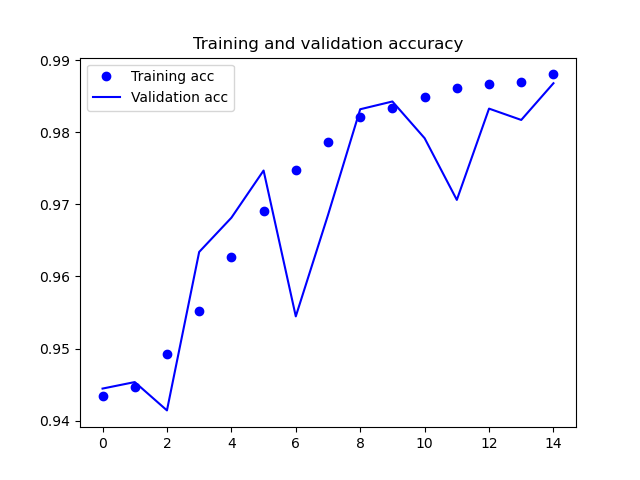 Training and validation accuracy
0.99
0.98
0.97
0.96
0.95
0.94
Training acc
Validation acc
0 2 4 6 8 10 12 14